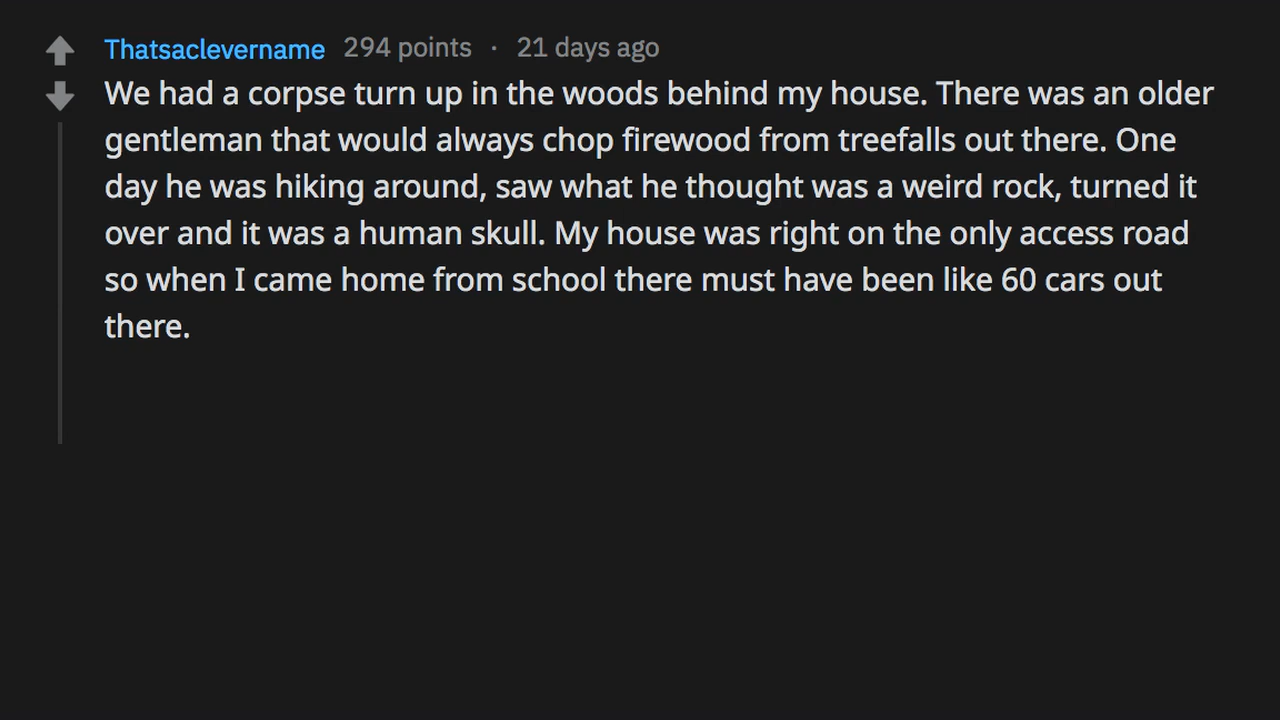 Thatsaclevername 294 points · 21 days ago
We had a corpse turn up in the woods behind my house. There was an older
gentleman that would always chop firewood from treefalls out there. One
day he was hiking around, saw what he thought was a weird rock, turned it
over and it was a human skull. My house was right on the only access road
so when I came home from school there must have been like 60 cars out
there.